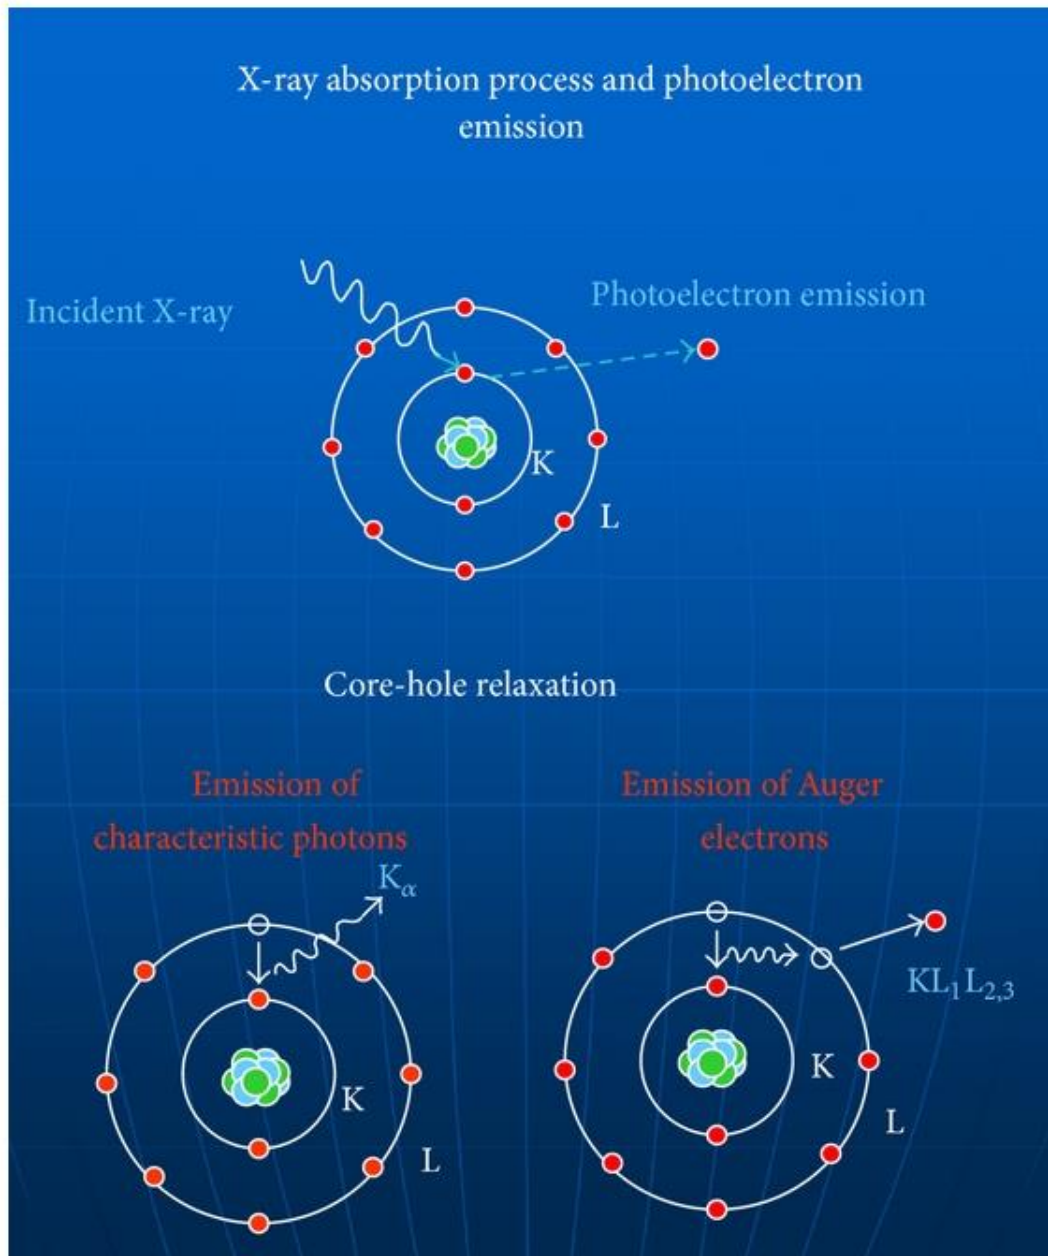 X-ray absorption process and photoelectron
emission
Incident X-ray
Photoelectron emission
K
L
Core-hole relaxation
Emission of
characteristic photons
Kα
K
L
Emission of Auger
electrons
KL₁L₂,₃
K
L